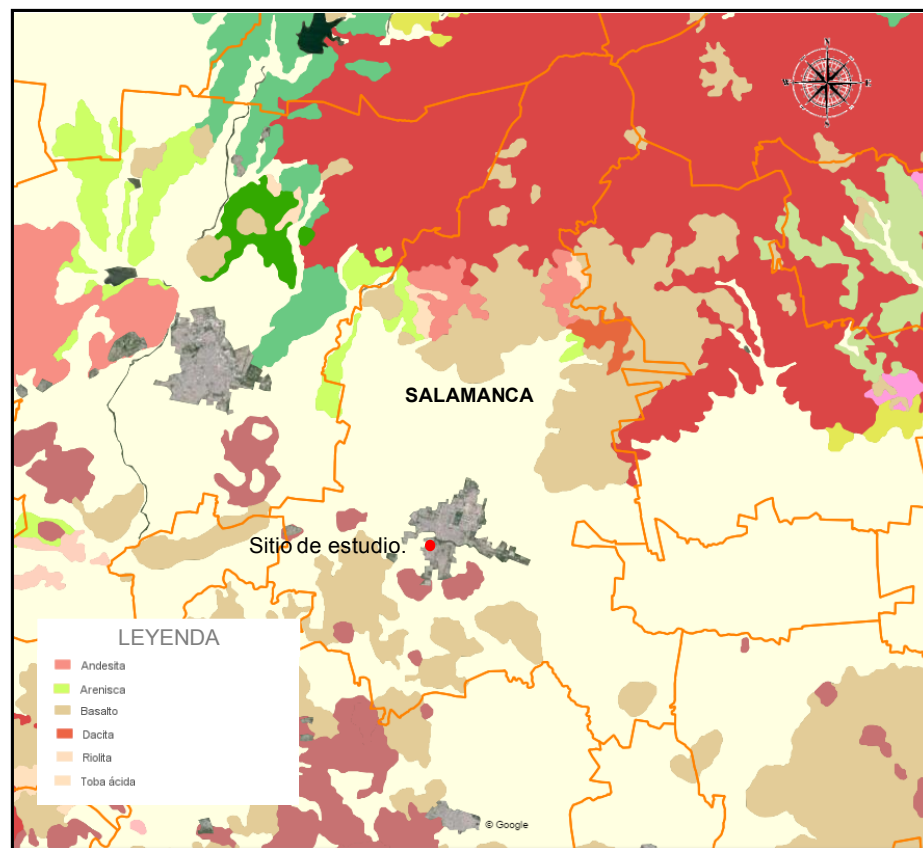 SALAMANCA
Sitio de estudio.
LEYENDA
Andesita
Arenisca
Basalto
Dacita
Riolita
Toba ácida
© Google